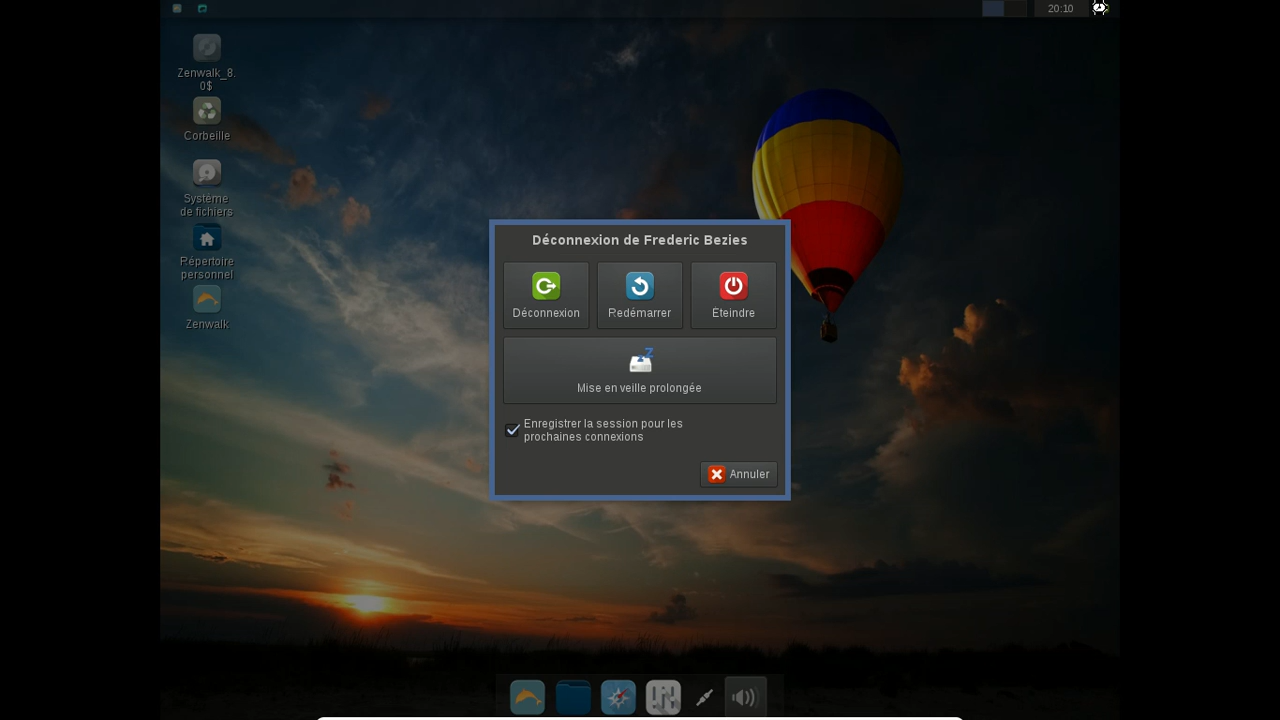 20:10
Zenwalk_8.
0$
Corbeille
Système
de fichiers
Répertoire
personnel
Zenwalk
Déconnexion de Frederic Bezies
Déconnexion
Redémarrer
Éteindre
Mise en veille prolongée
Enregistrer la session pour les
prochaines connexions
Annuler